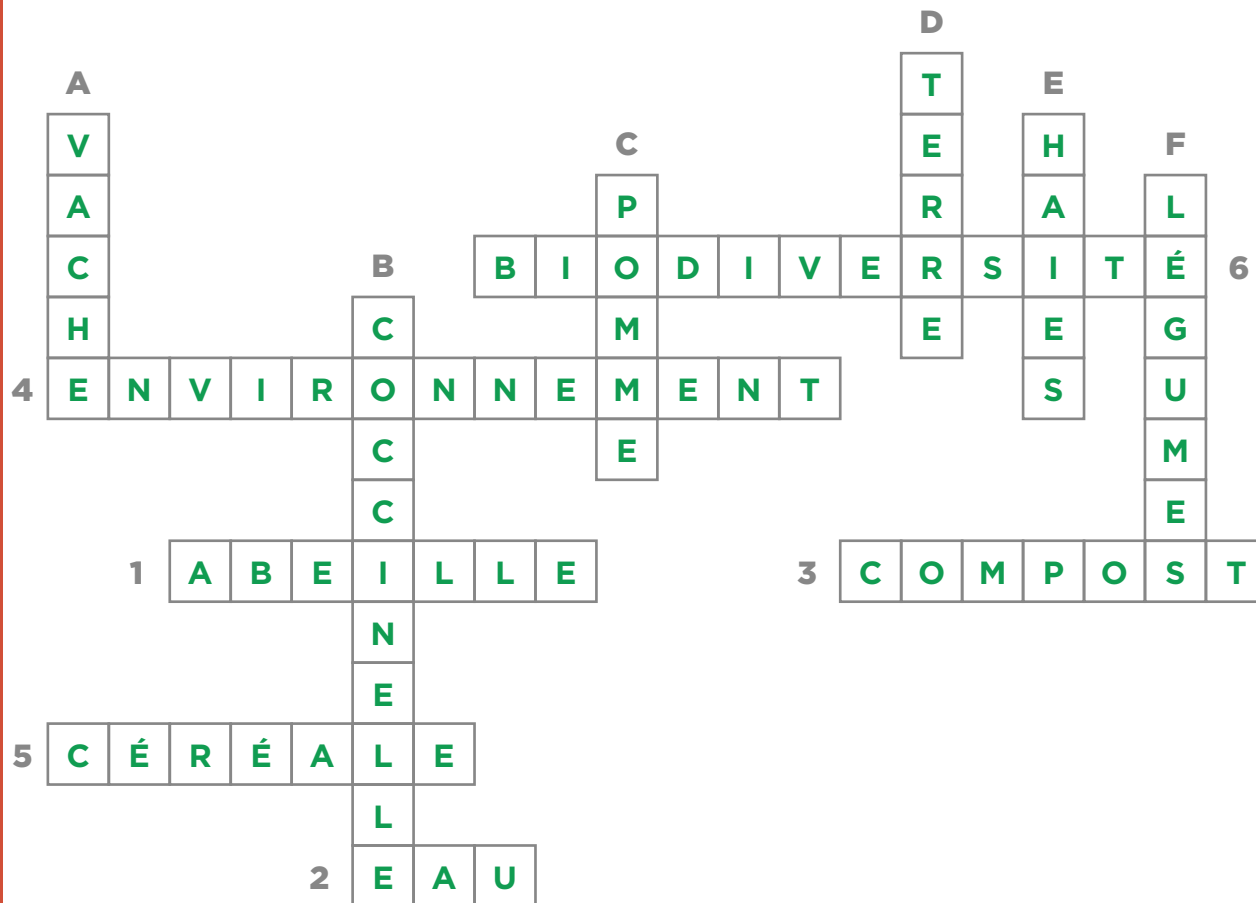 D
T
A E
V C E H F
A P R A L
C B B I O D I V E R S I T É 6
H C M E E G
4 E N V I R O N N E M E N T S U
C E M
C E
1 A B E I L L E 3 C O M P O S T
N
E
5 C É R É A L E
L
2 E A U